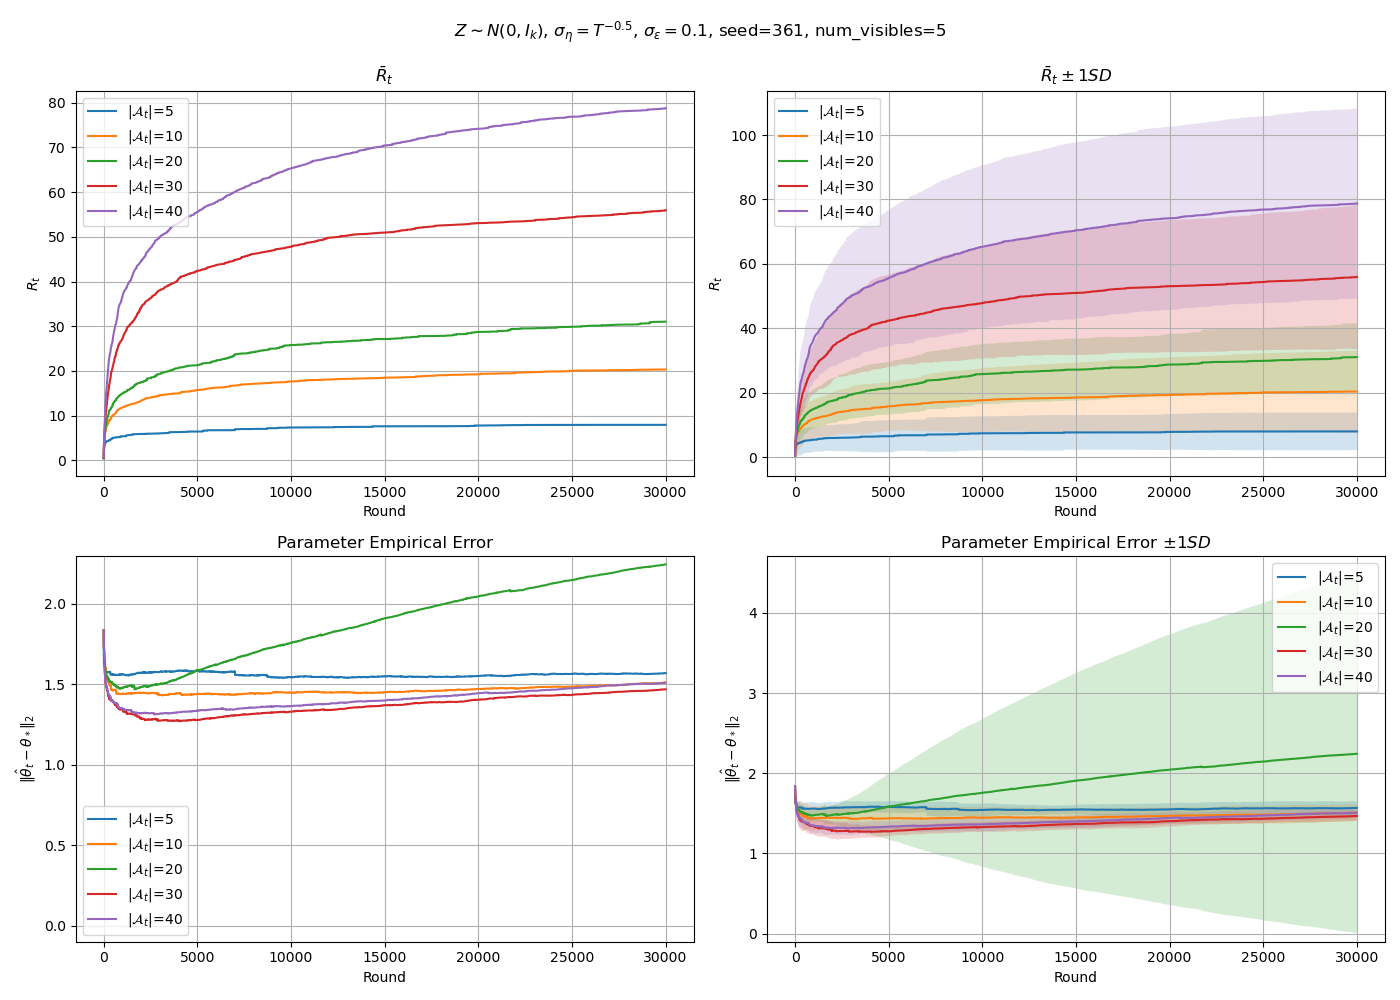 Z ~ N(0, I_k), σ_η = T^{-0.5}, σ_ε = 0.1, seed=361, num_visibles=5
R̄_t
80
70
60
50
40
30
20
10
0
R_t
|𝒜_t|=5
|𝒜_t|=10
|𝒜_t|=20
|𝒜_t|=30
|𝒜_t|=40
0 5000 10000 15000 20000 25000 30000
Round
R̄_t ± 1SD
100
80
60
40
20
0
R_t
|𝒜_t|=5
|𝒜_t|=10
|𝒜_t|=20
|𝒜_t|=30
|𝒜_t|=40
0 5000 10000 15000 20000 25000 30000
Round
Parameter Empirical Error
2.0
1.5
1.0
0.5
0.0
‖θ̂_t − θ_*‖_2
|𝒜_t|=5
|𝒜_t|=10
|𝒜_t|=20
|𝒜_t|=30
|𝒜_t|=40
0 5000 10000 15000 20000 25000 30000
Round
Parameter Empirical Error ±1SD
4
3
2
1
0
‖θ̂_t − θ_*‖_2
|𝒜_t|=5
|𝒜_t|=10
|𝒜_t|=20
|𝒜_t|=30
|𝒜_t|=40
0 5000 10000 15000 20000 25000 30000
Round